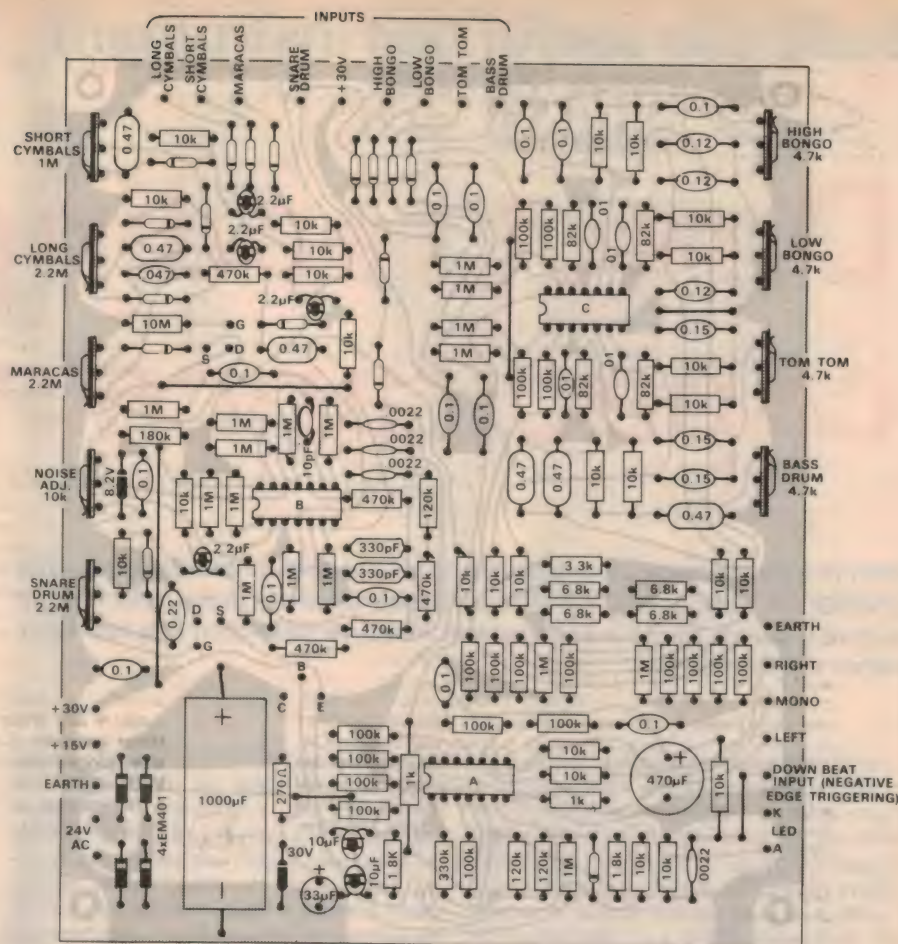 INPUTS
LONG CYMBALS
SHORT CYMBALS
MARACAS
SNARE DRUM
+30V
HIGH BONGO
LOW BONGO
TOM TOM
BASS DRUM
SHORT CYMBALS 1M
0.47
10k
0.1
0.1
10k
10k
0.1
0.12
0.12
HIGH BONGO 4.7k
2.2µF
10k
10k
0.1
0.1
100k
100k
82k
01
01
82k
10k
10k
LONG CYMBALS 2.2M
0.47
2.2µF
10k
047
470k
10k
1M
1M
LOW BONGO 4.7k
0.12
C
2.2µF
10M
G
S
D
0.47
10k
0.1
1M
1M
0.15
MARACAS 2.2M
100k
100k
01
82k
01
82k
10k
10k
TOM TOM 4.7k
1M
180k
1M
1M
1M
10pF
1M
0022
0022
0022
0.1
0.1
0.15
NOISE ADJ. 10k
8.2V
0.1
10k
1M
1M
B
470k
120k
0.47
0.47
10k
10k
0.15
0.47
BASS DRUM 4.7k
SNARE DRUM 2.2M
10k
2.2µF
0.22
D
S
G
1M
0.1
1M
1M
330pF
330pF
0.1
470k
470k
10k
10k
10k
3.3k
6.8k
6.8k
6.8k
6.8k
10k
10k
EARTH
0.1
470k
B
C
E
0.1
100k
100k
100k
1M
100k
1M
100k
100k
100k
100k
RIGHT
MONO
+30V
+15V
EARTH
24V AC
4xEM401
+
1000µF
270Ω
30V
100k
100k
100k
100k
1k
A
100k
100k
0.1
10k
10k
1k
+
470µF
10k
LEFT
DOWN BEAT INPUT (NEGATIVE EDGE TRIGGERING)
K
LED
A
10µF
10µF
+
33µF
1.8K
330k
100k
120k
120k
1M
1.8k
10k
10k
0022